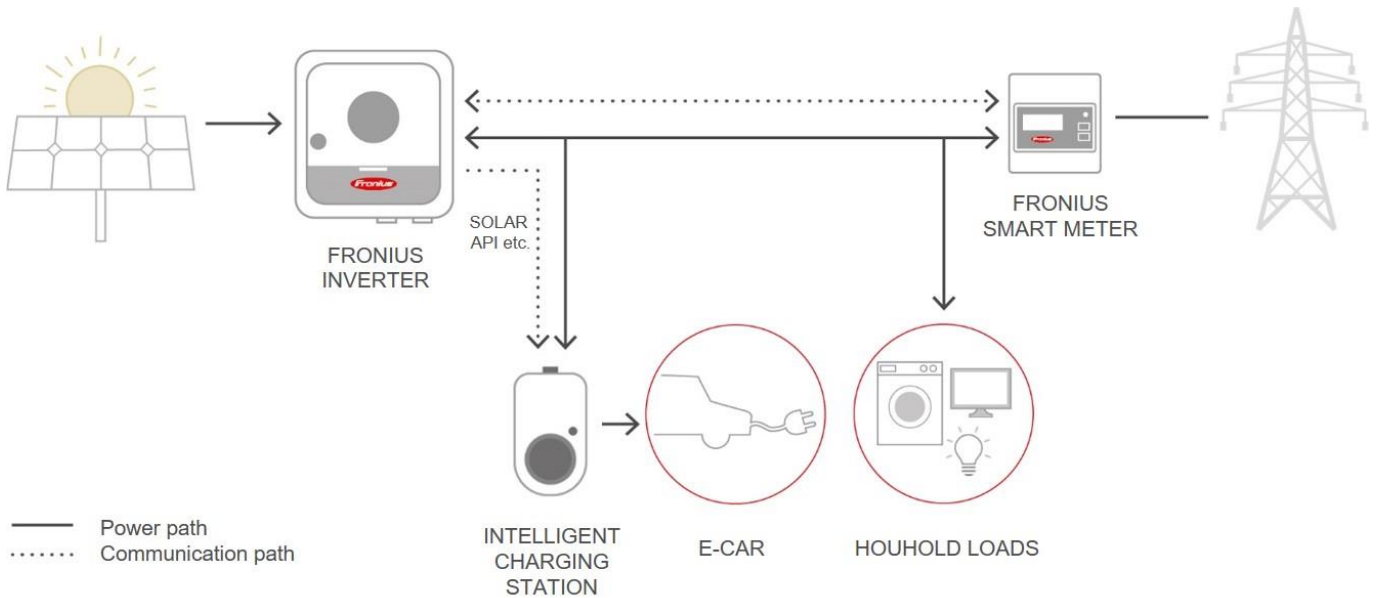 Fronius
Fronius
SOLAR
API etc.
FRONIUS
INVERTER
FRONIUS
SMART METER
Power path
Communication path
INTELLIGENT
CHARGING
STATION
E-CAR
HOUHOLD LOADS